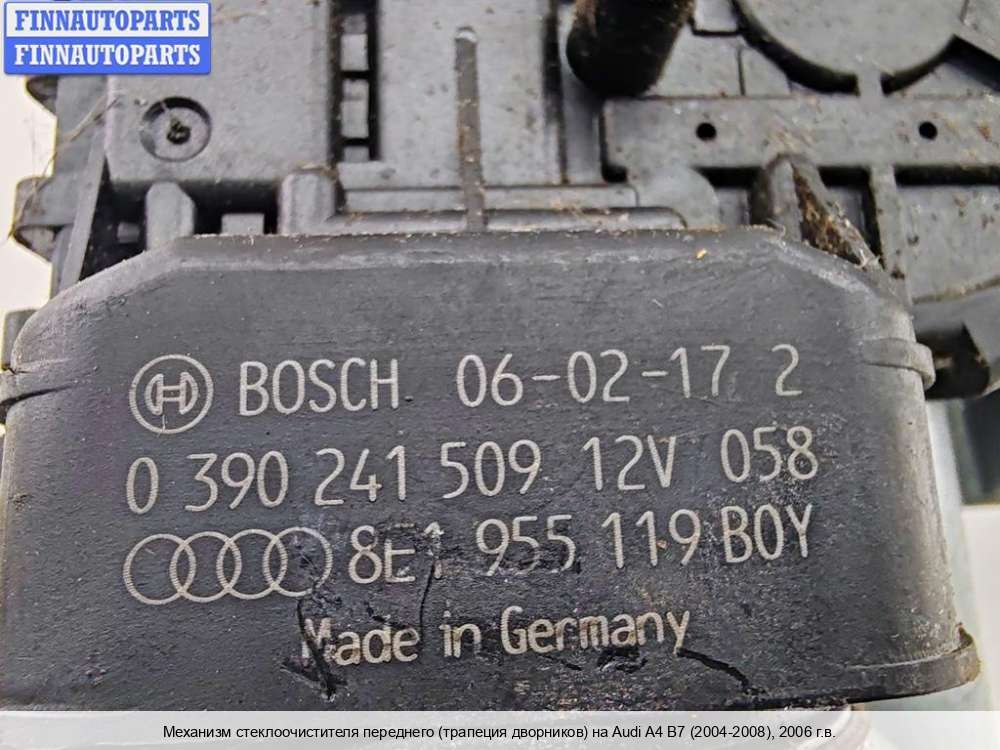 FINNAUTOPARTS
FINNAUTOPARTS
BOSCH 06-02-17 2
0 390 241 509 12V 058
8E1 955 119 BOY
Made in Germany
Механизм стеклоочистителя переднего (трапеция дворников) на Audi A4 B7 (2004-2008), 2006 г.в.